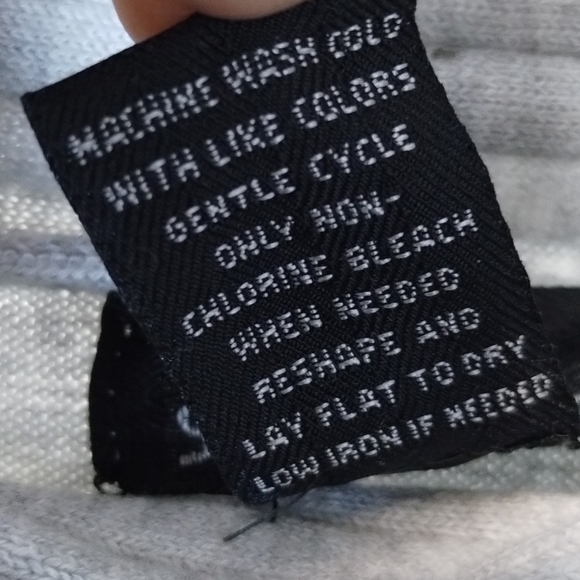 MACHINE WASH COLD
WITH LIKE COLORS
GENTLE CYCLE
ONLY NON-
CHLORINE BLEACH
WHEN NEEDED
RESHAPE AND
LAY FLAT TO DRY
LOW IRON IF NEEDED